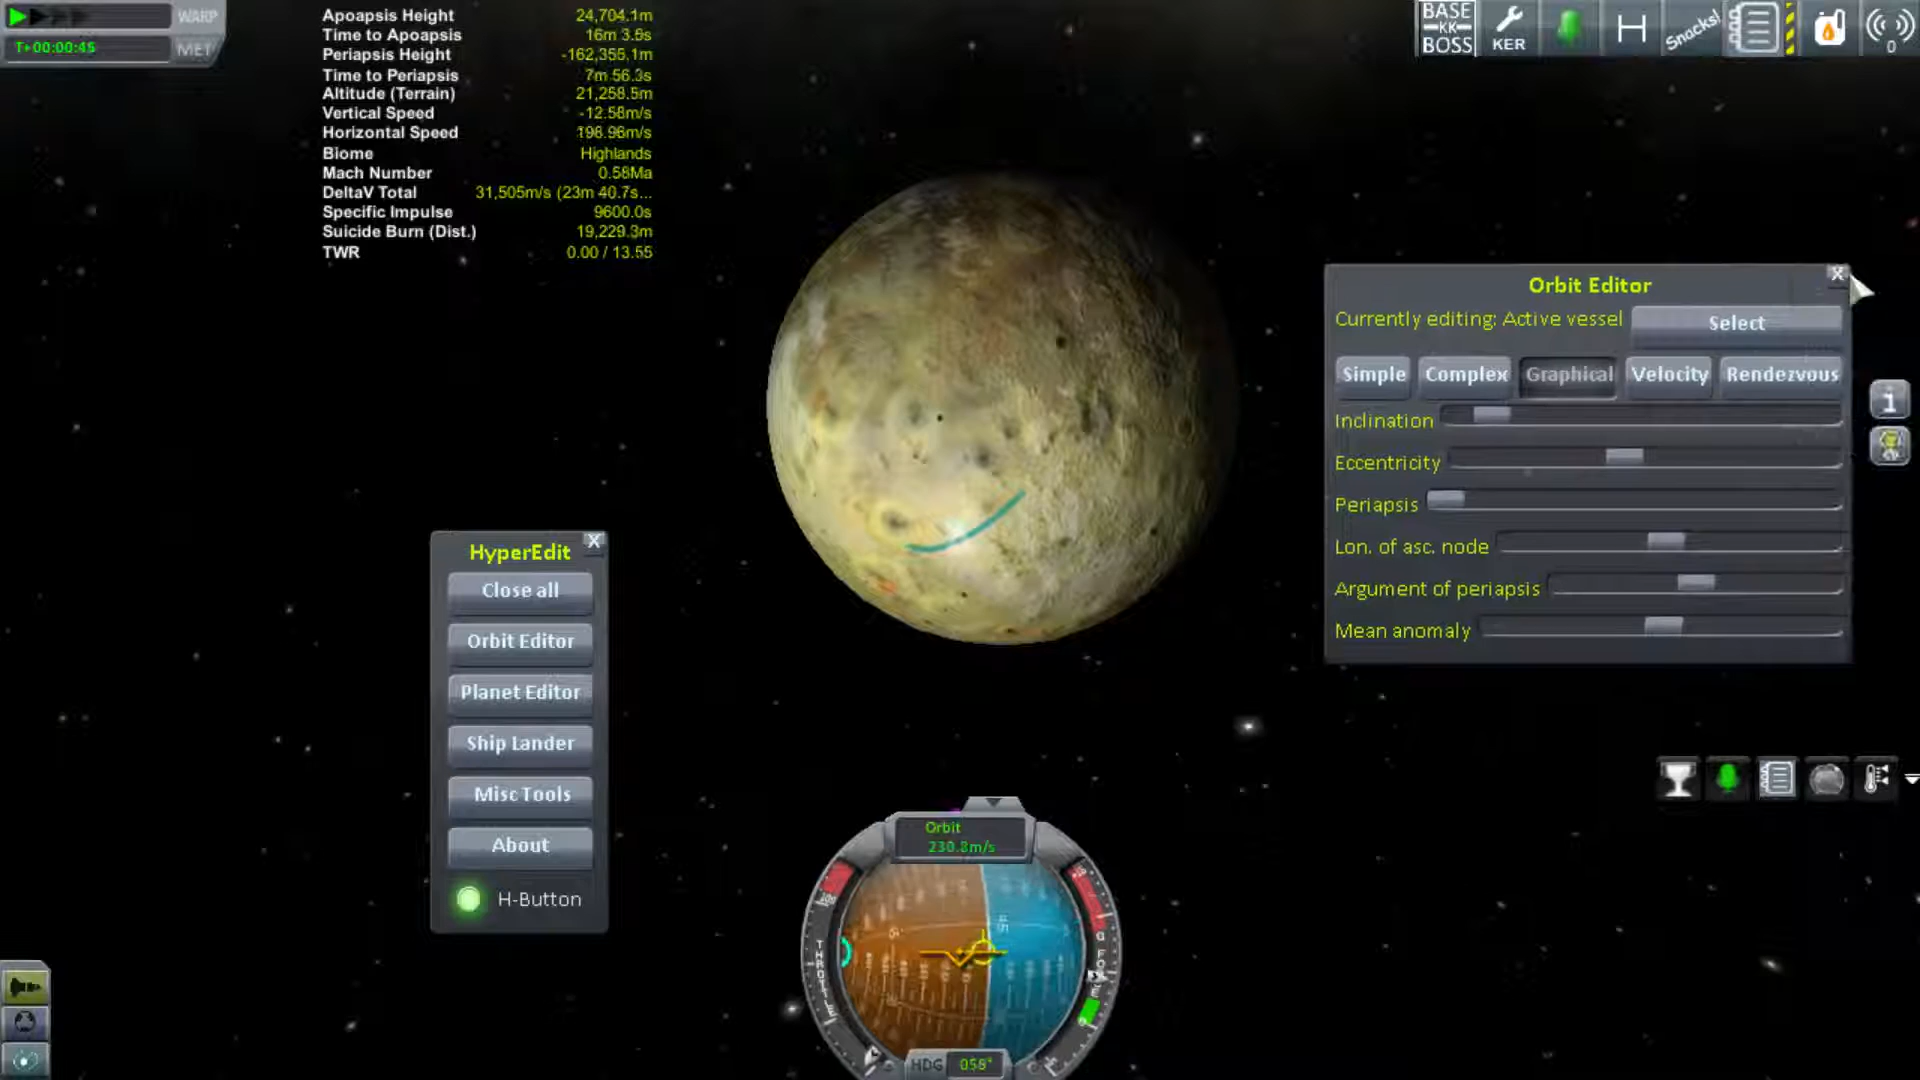 WARP
T+00:00:45
MET
Apoapsis Height 24,704.1m
Time to Apoapsis 16m 3.5s
Periapsis Height -162,355.1m
Time to Periapsis 7m 56.3s
Altitude (Terrain) 21,258.5m
Vertical Speed -12.58m/s
Horizontal Speed 196.96m/s
Biome Highlands
Mach Number 0.58Ma
DeltaV Total 31,505m/s (23m 40.7s...
Specific Impulse 9600.0s
Suicide Burn (Dist.) 19,229.3m
TWR 0.00 / 13.55
BASE
KK
BOSS
KER
H
Snacks!
0
Orbit Editor
X
Currently editing: Active vessel Select
Simple Complex Graphical Velocity Rendezvous
Inclination
Eccentricity
Periapsis
Lon. of asc. node
Argument of periapsis
Mean anomaly
HyperEdit
X
Close all
Orbit Editor
Planet Editor
Ship Lander
Misc Tools
About
H-Button
Orbit
230.8m/s
THROTTLE
HDG 058°